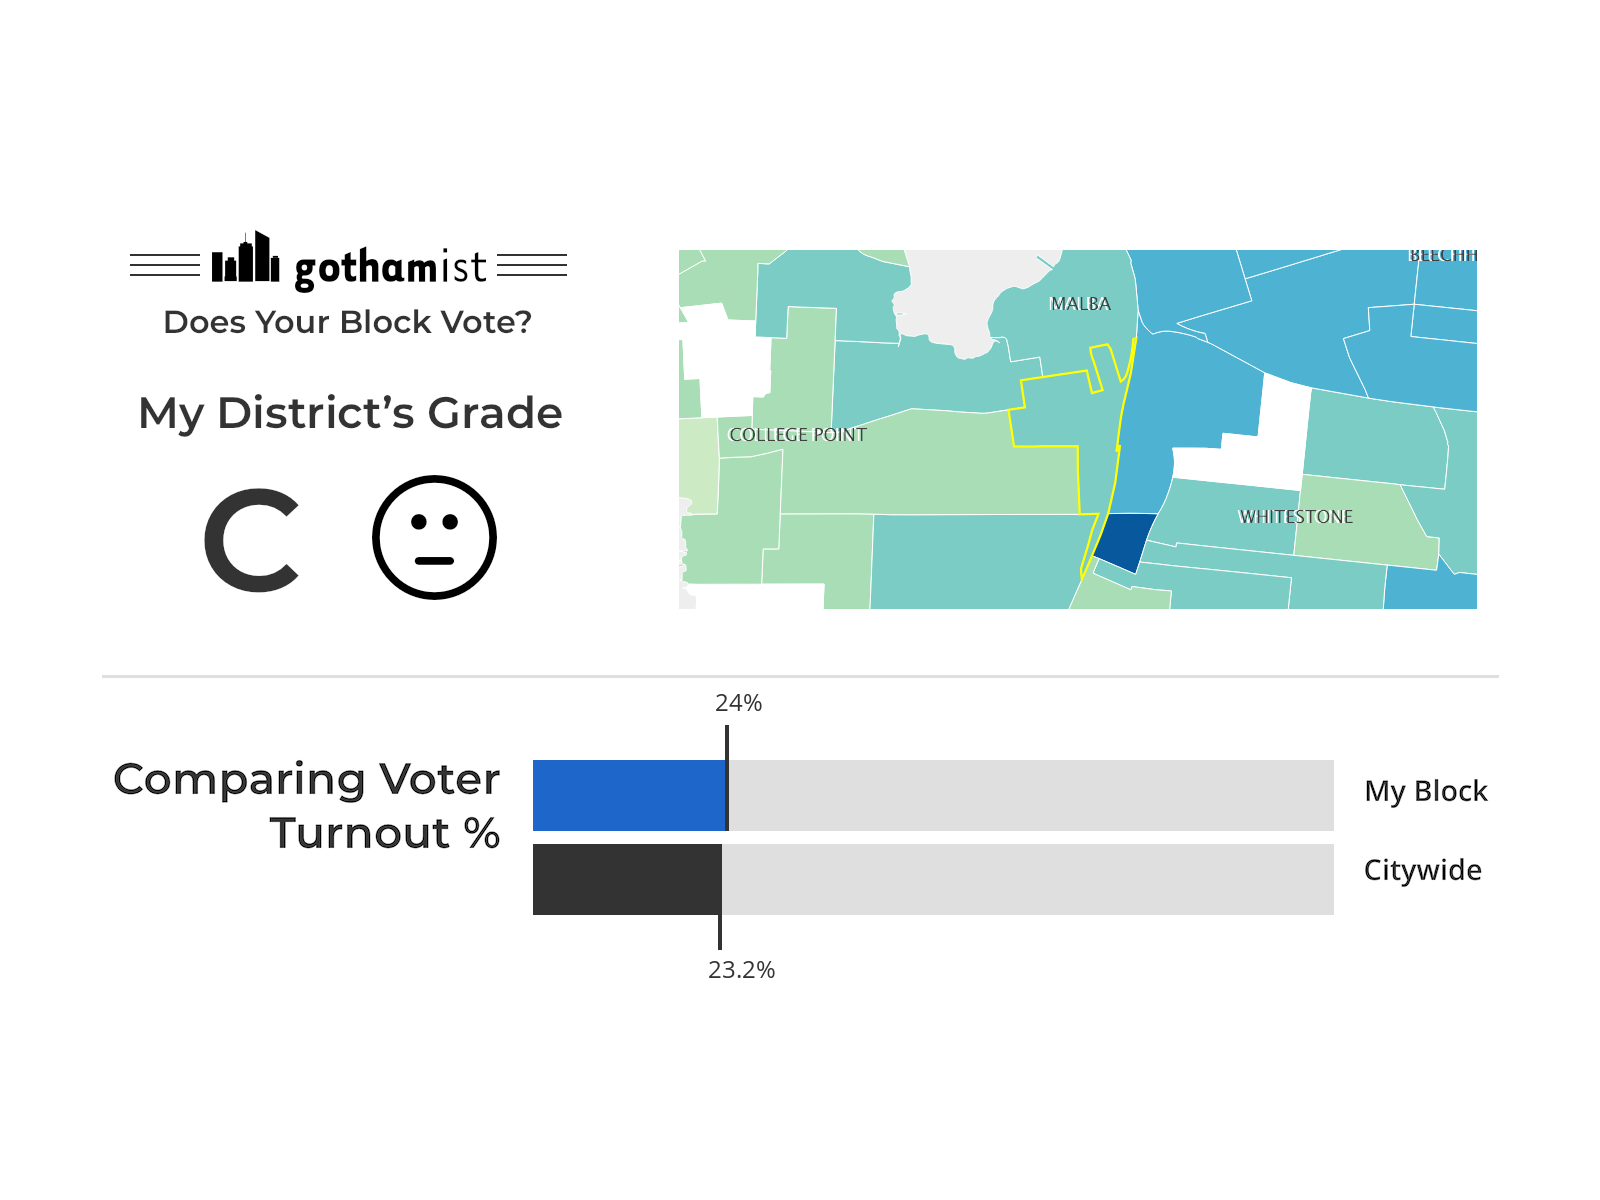 gothamist
Does Your Block Vote?
My District’s Grade
C
BEECHH
MALBA
COLLEGE POINT
WHITESTONE
24%
Comparing Voter
Turnout %
My Block
Citywide
23.2%